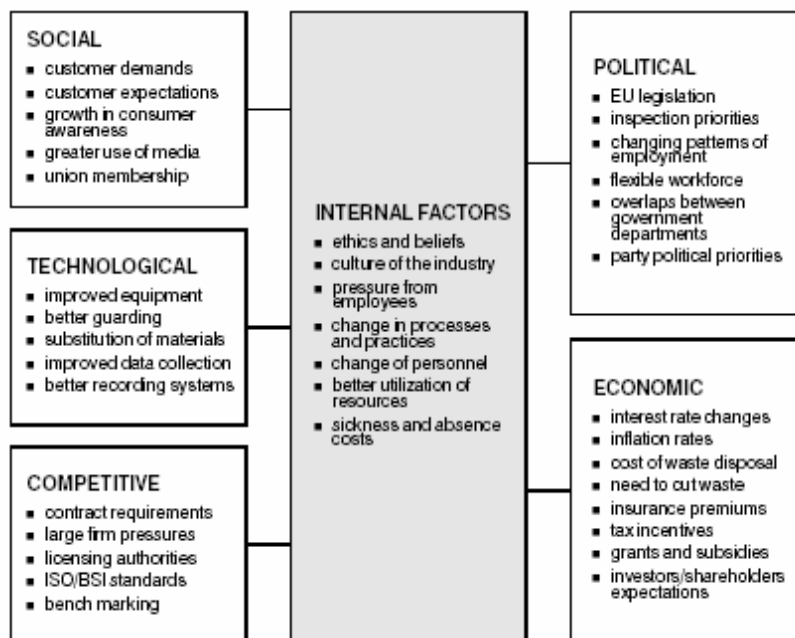 SOCIAL
▪ customer demands
▪ customer expectations
▪ growth in consumer
awareness
▪ greater use of media
▪ union membership
TECHNOLOGICAL
▪ improved equipment
▪ better guarding
▪ substitution of materials
▪ improved data collection
▪ better recording systems
COMPETITIVE
▪ contract requirements
▪ large firm pressures
▪ licensing authorities
▪ ISO/BSI standards
▪ bench marking
INTERNAL FACTORS
▪ ethics and beliefs
▪ culture of the industry
▪ pressure from
employees
▪ change in processes
and practices
▪ change of personnel
▪ better utilization of
resources
▪ sickness and absence
costs
POLITICAL
▪ EU legislation
▪ inspection priorities
▪ changing patterns of
employment
▪ flexible workforce
▪ overlaps between
government
departments
▪ party political priorities
ECONOMIC
▪ interest rate changes
▪ inflation rates
▪ cost of waste disposal
▪ need to cut waste
▪ insurance premiums
▪ tax incentives
▪ grants and subsidies
▪ investors/shareholders
expectations